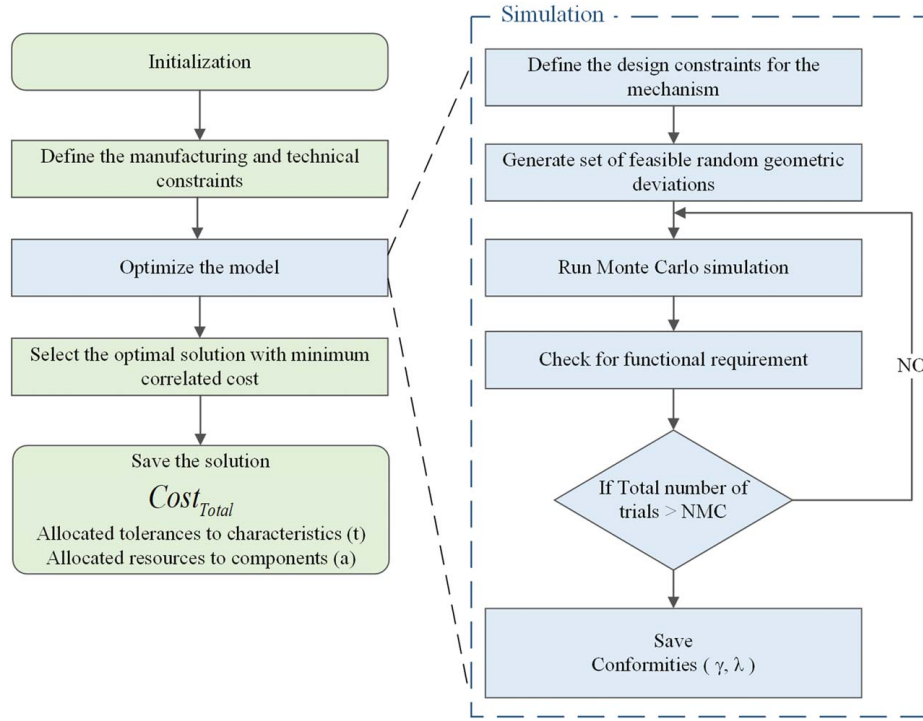 Simulation
Initialization
Define the manufacturing and technical
constraints
Optimize the model
Select the optimal solution with minimum
correlated cost
Save the solution
Cost_Total
Allocated tolerances to characteristics (t)
Allocated resources to components (a)
Define the design constraints for the
mechanism
Generate set of feasible random geometric
deviations
Run Monte Carlo simulation
Check for functional requirement
NO
If Total number of
trials > NMC
Save
Conformities ( γ, λ )